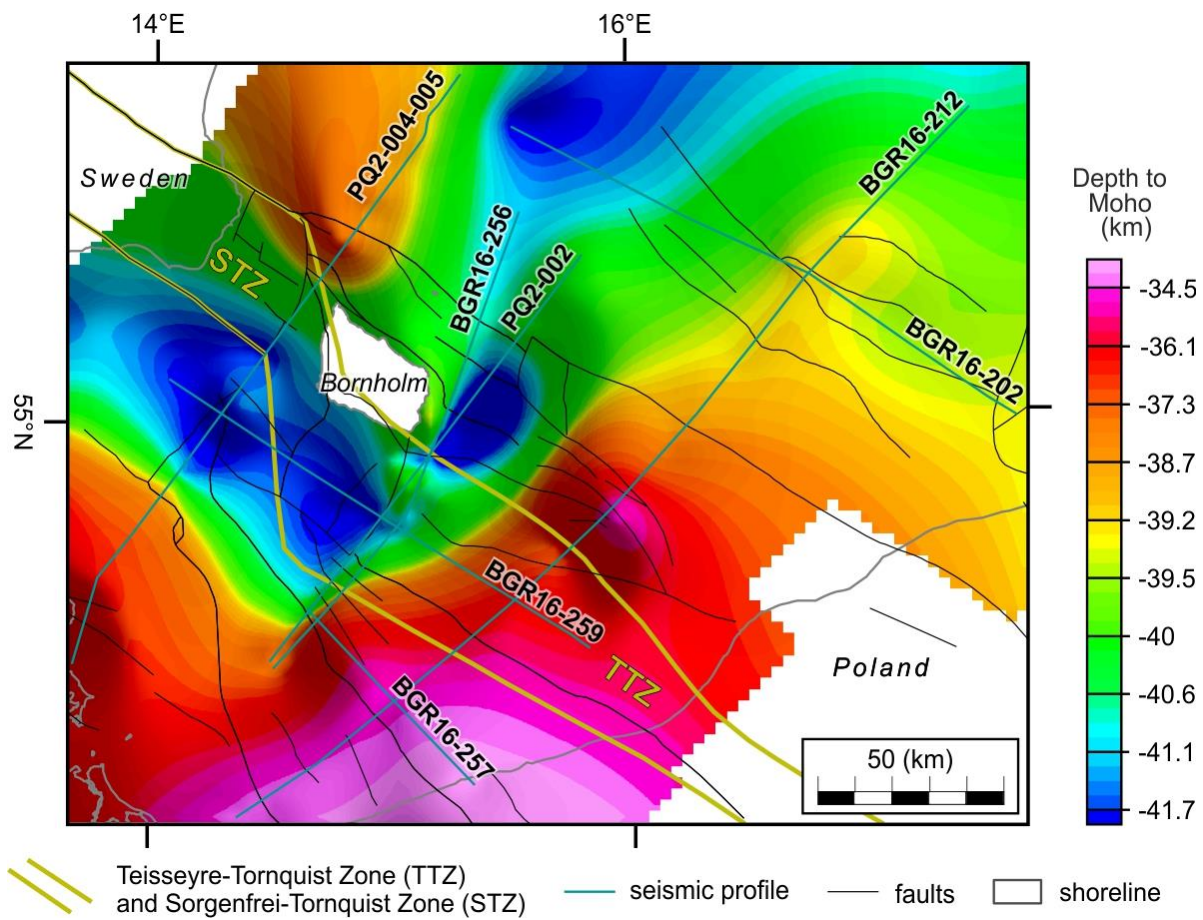 14°E
16°E
PQ2-004-005
BGR16-212
Sweden
Depth to
Moho
(km)
BGR16-256
STZ
PQ2-002
-34.5
-36.1
BGR16-202
Bornholm
-37.3
55°N
-38.7
-39.2
-39.5
BGR16-259
-40
TTZ
Poland
-40.6
BGR16-257
50 (km)
-41.1
-41.7
14°E
16°E
Teisseyre-Tornquist Zone (TTZ)
and Sorgenfrei-Tornquist Zone (STZ)
seismic profile
faults
shoreline